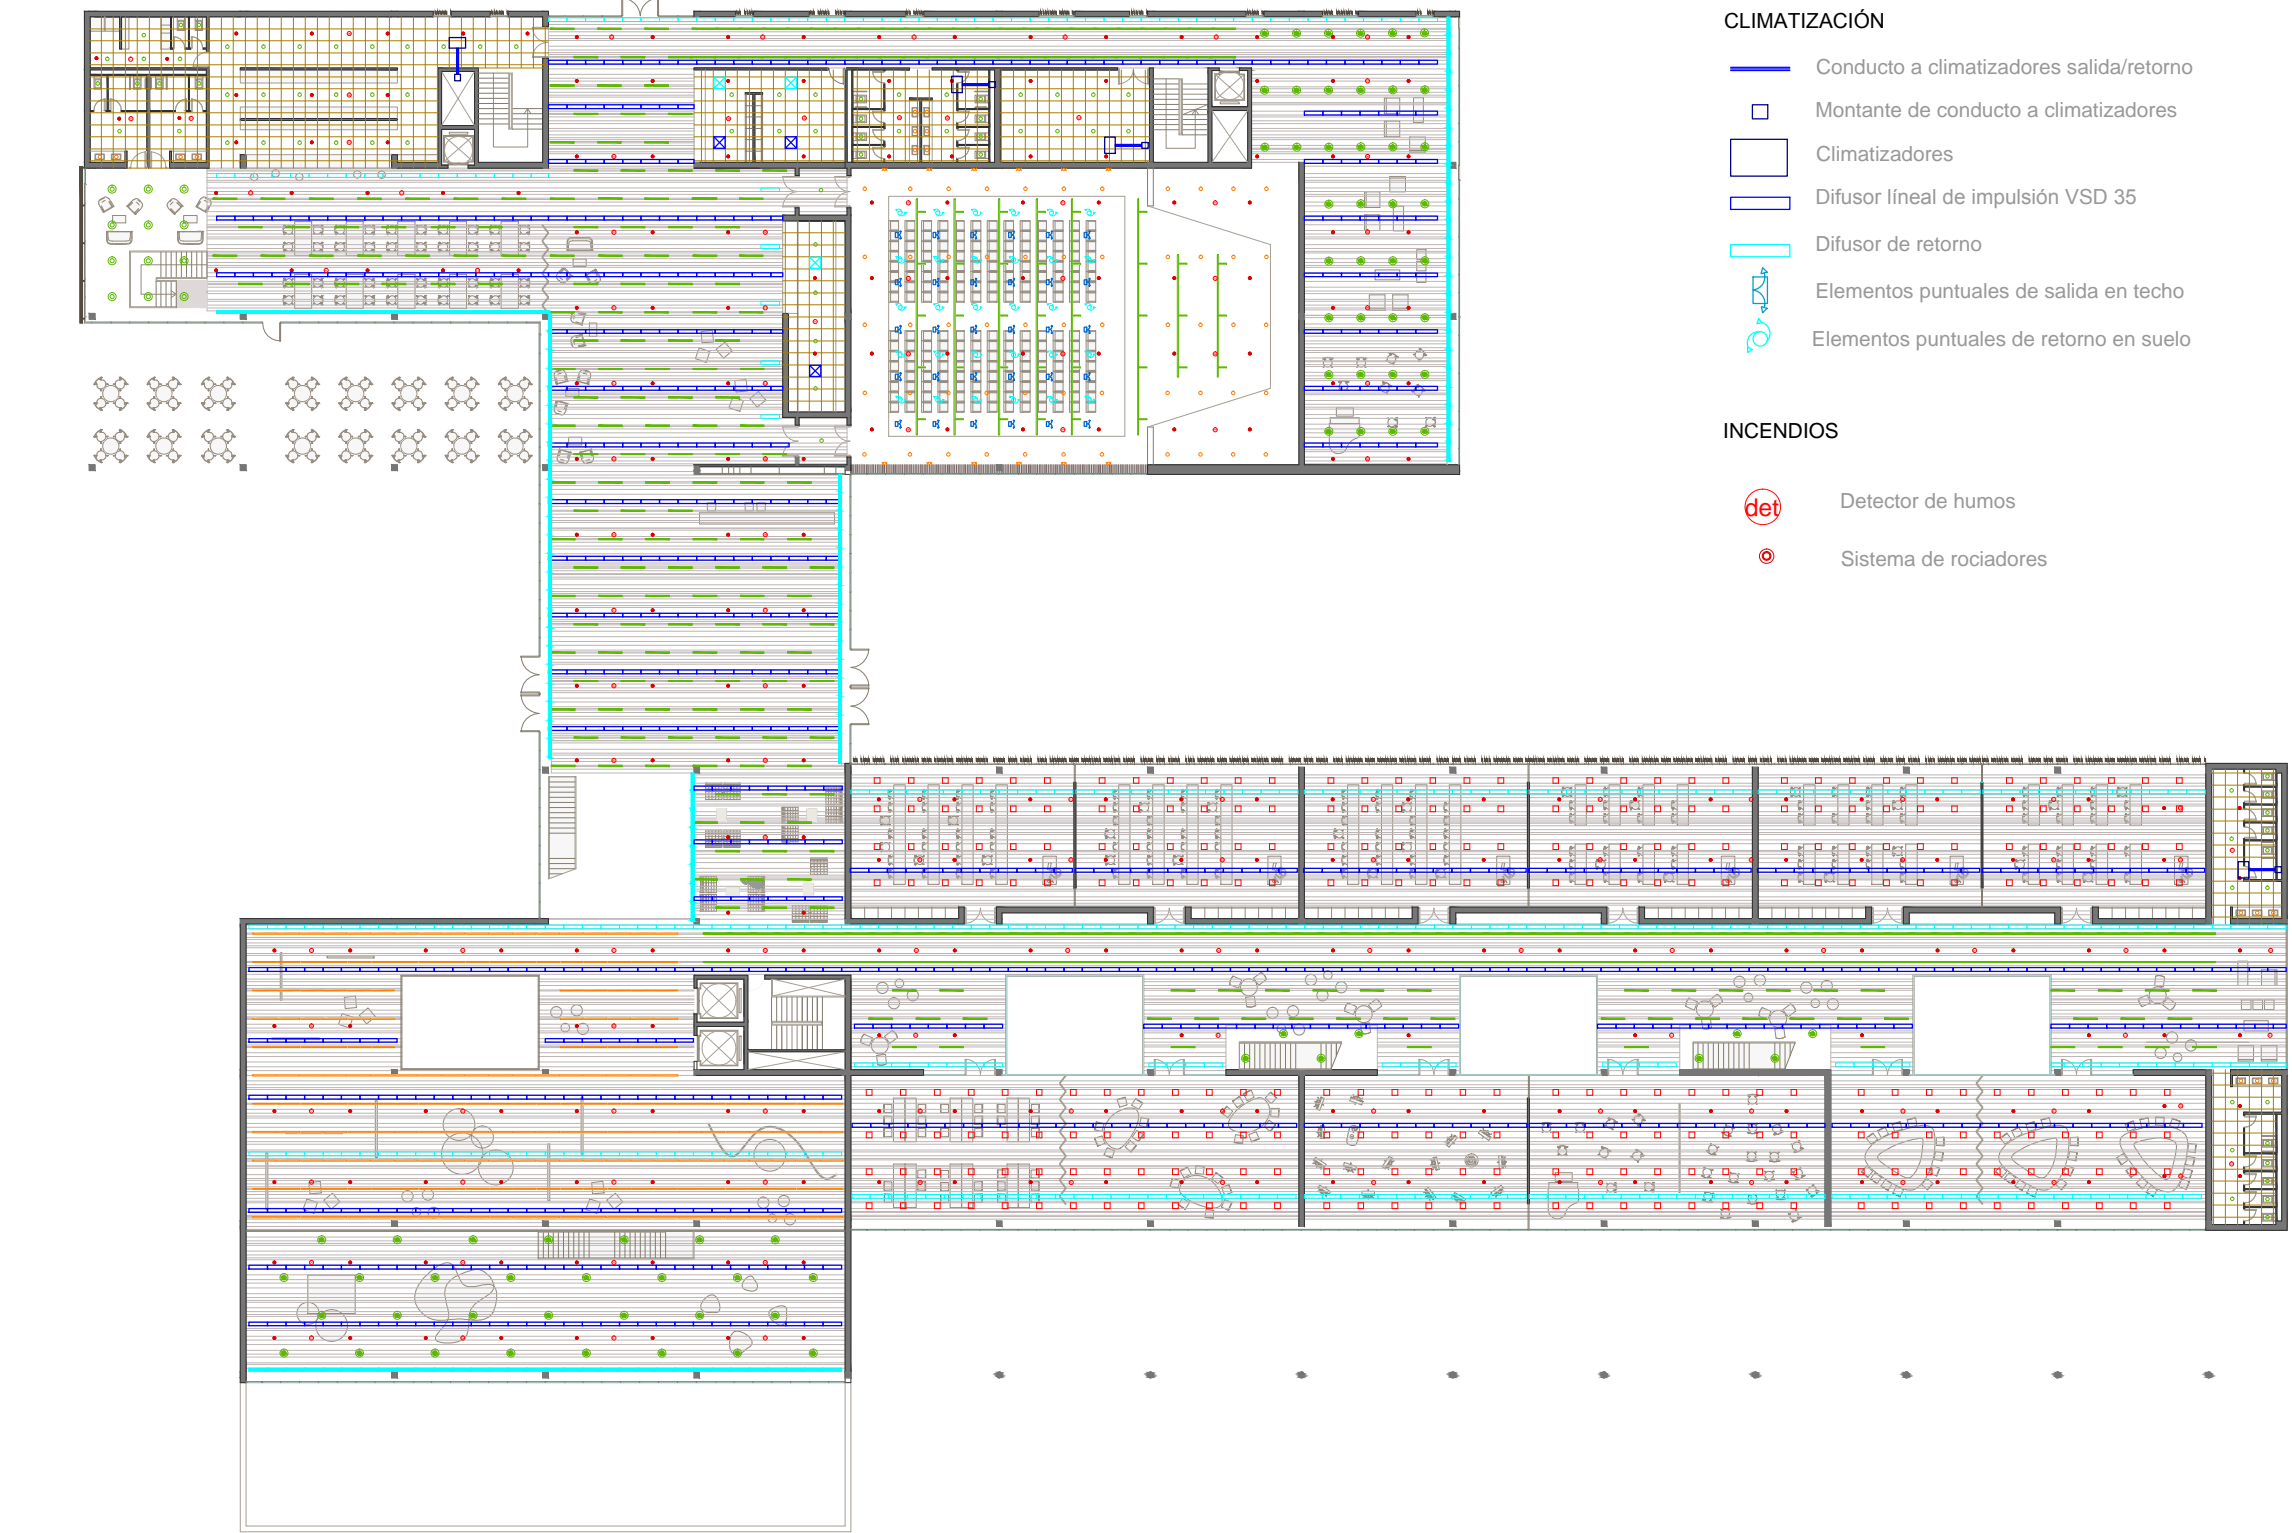 CLIMATIZACIÓN
Conducto a climatizadores salida/retorno
Montante de conducto a climatizadores
Climatizadores
Difusor líneal de impulsión VSD 35
Difusor de retorno
Elementos puntuales de salida en techo
Elementos puntuales de retorno en suelo
INCENDIOS
det
Detector de humos
Sistema de rociadores